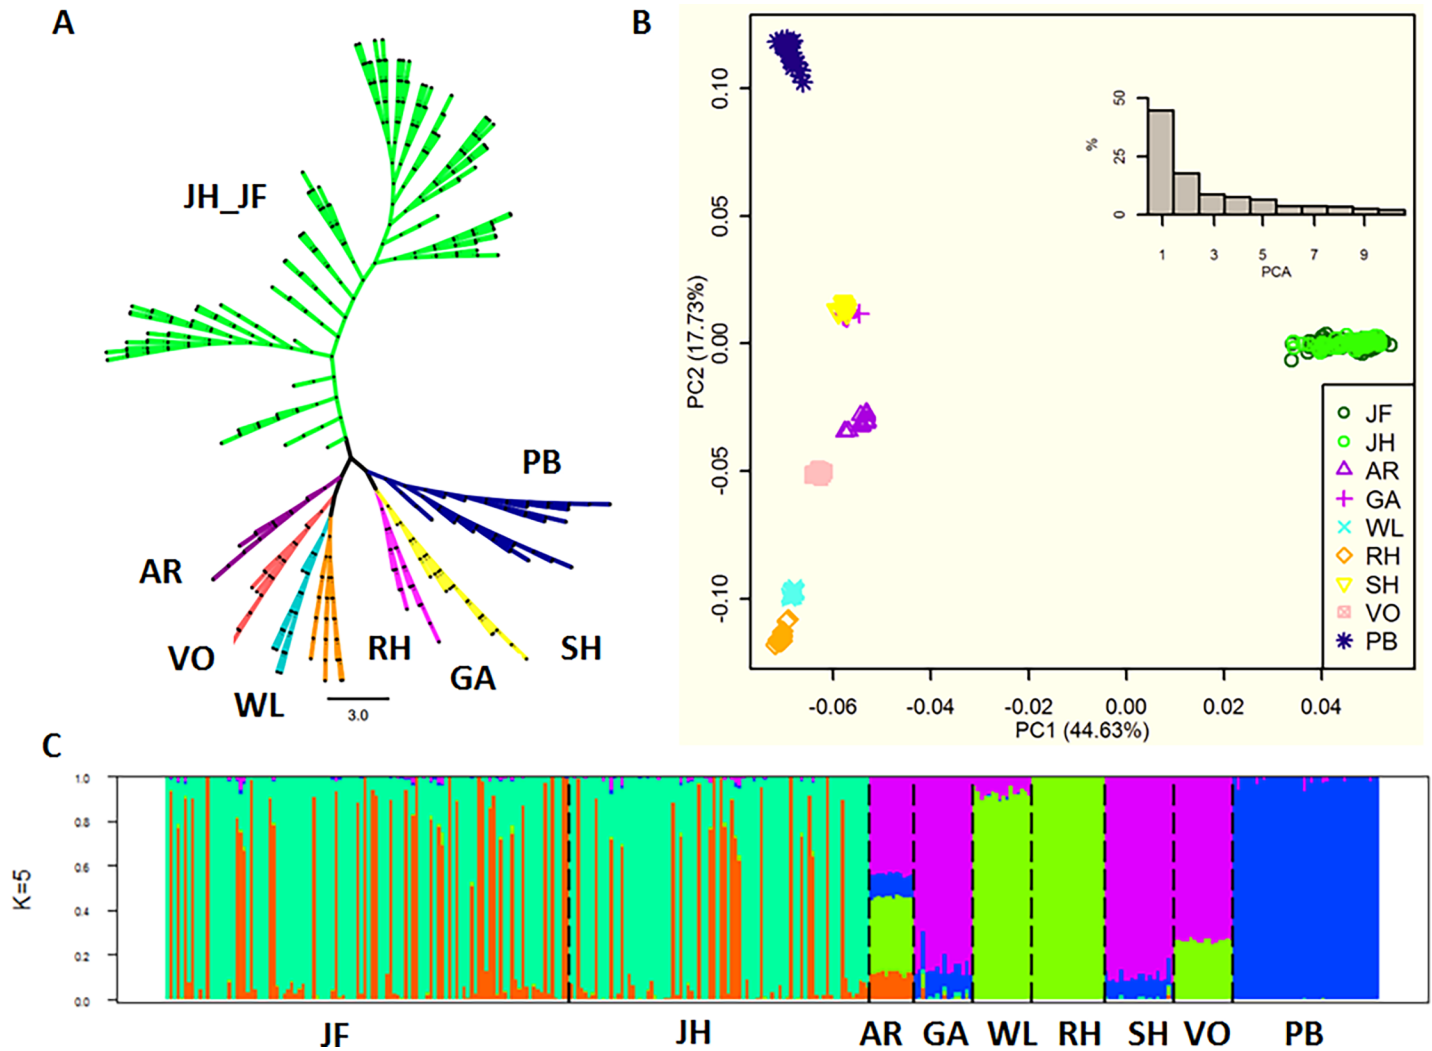 A
JH_JF
PB
AR
VO
WL
RH
GA
SH
3.0
B
0.10
0.05
0.00
-0.05
-0.10
PC2 (17.73%)
50
25
0
%
1 3 5 7 9
PCA
JF
JH
AR
GA
WL
RH
SH
VO
PB
-0.06 -0.04 -0.02 0.00 0.02 0.04
PC1 (44.63%)
C
1.0
0.8
0.6
0.4
0.2
0.0
K=5
JF JH AR GA WL RH SH VO PB